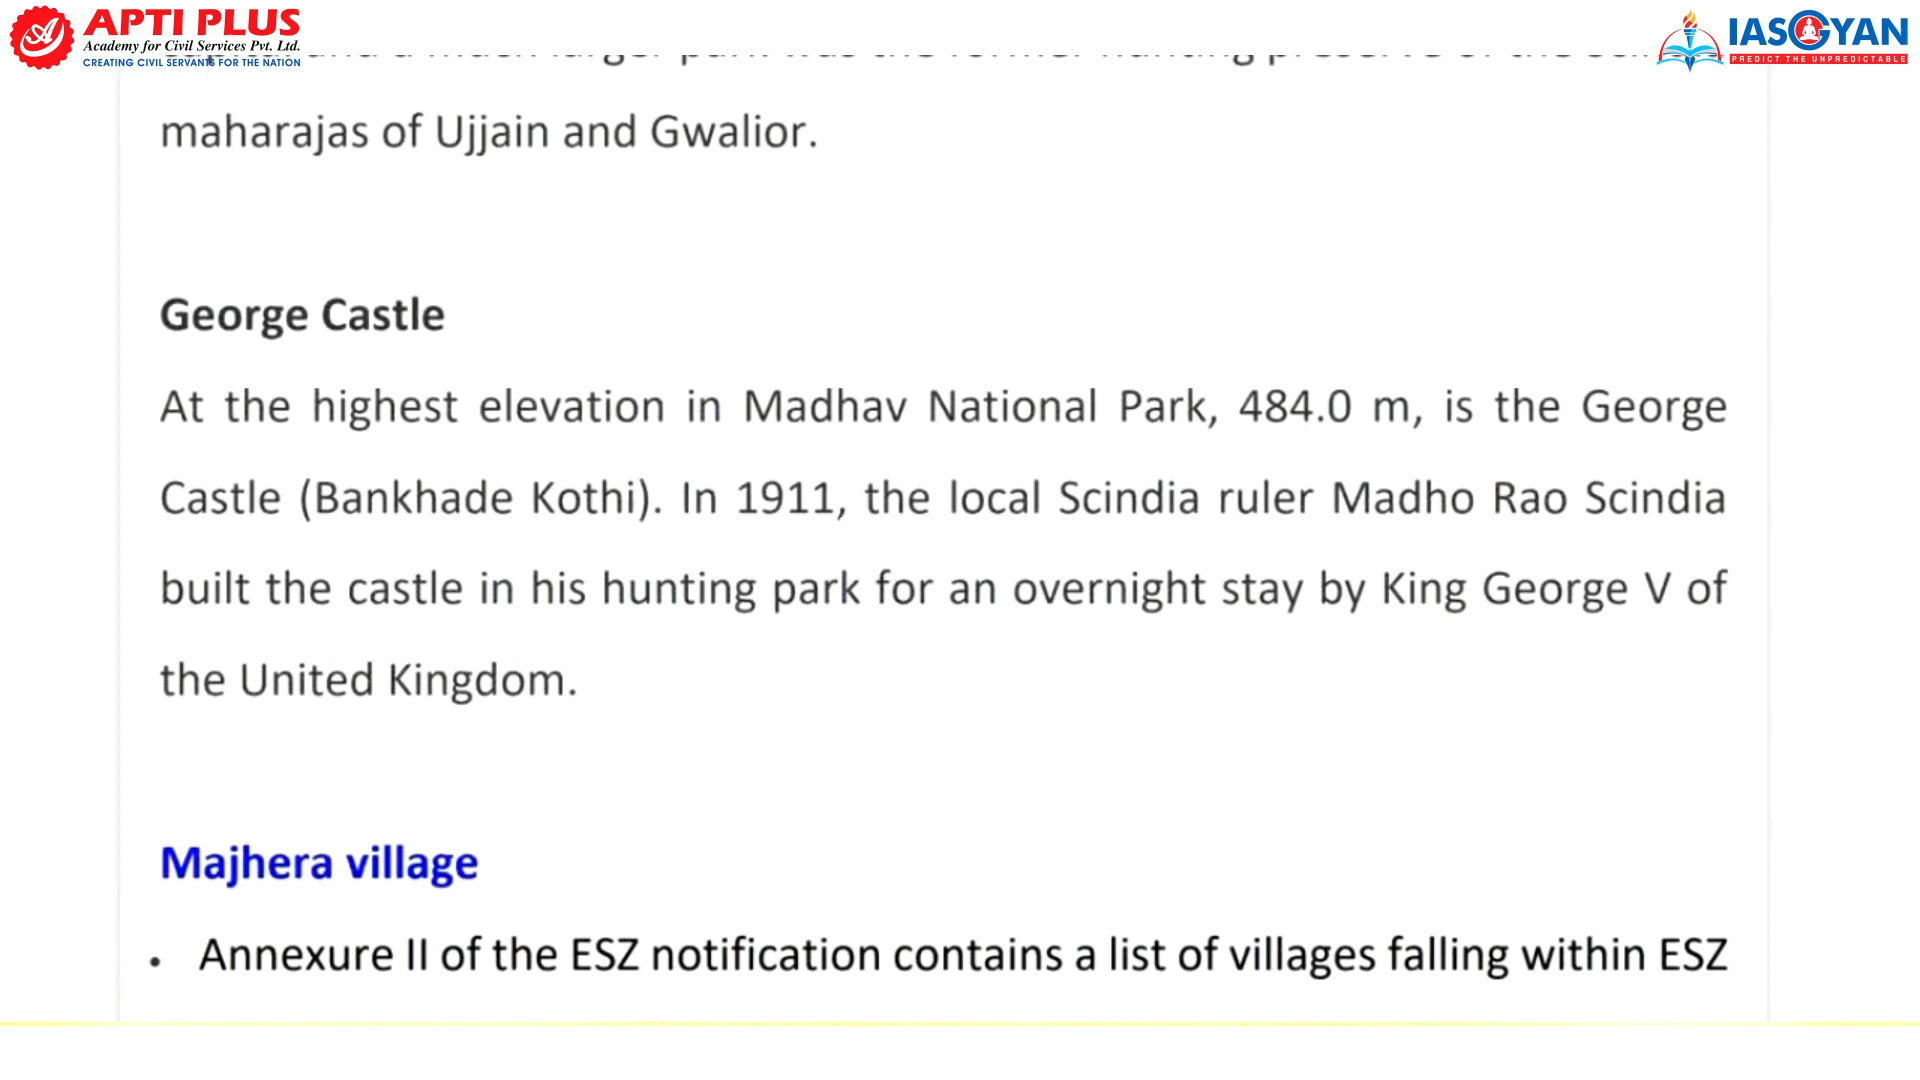 APTI PLUS
Academy for Civil Services Pvt. Ltd.
CREATING CIVIL SERVANTS FOR THE NATION
IASGYAN
PREDICT THE UNPREDICTABLE
maharajas of Ujjain and Gwalior.
George Castle
At the highest elevation in Madhav National Park, 484.0 m, is the George
Castle (Bankhade Kothi). In 1911, the local Scindia ruler Madho Rao Scindia
built the castle in his hunting park for an overnight stay by King George V of
the United Kingdom.
Majhera village
• Annexure II of the ESZ notification contains a list of villages falling within ESZ